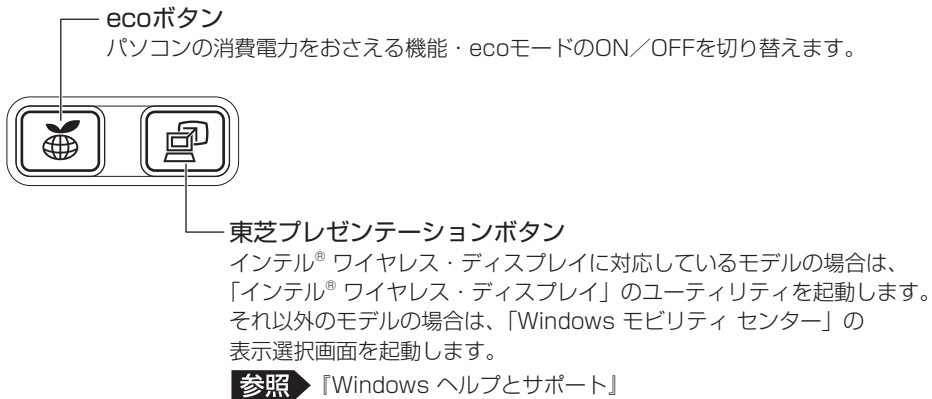 ecoボタン
パソコンの消費電力をおさえる機能・ecoモードのON／OFFを切り替えます。
東芝プレゼンテーションボタン
インテル® ワイヤレス・ディスプレイに対応しているモデルの場合は、
「インテル® ワイヤレス・ディスプレイ」のユーティリティを起動します。
それ以外のモデルの場合は、「Windows モビリティ センター」の
表示選択画面を起動します。
参照 『Windows ヘルプとサポート』